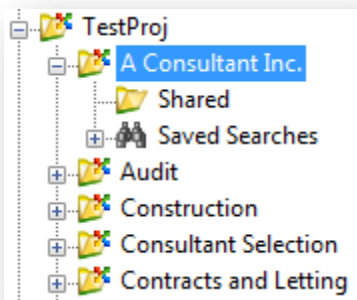 TestProj
A Consultant Inc.
Shared
Saved Searches
Audit
Construction
Consultant Selection
Contracts and Letting